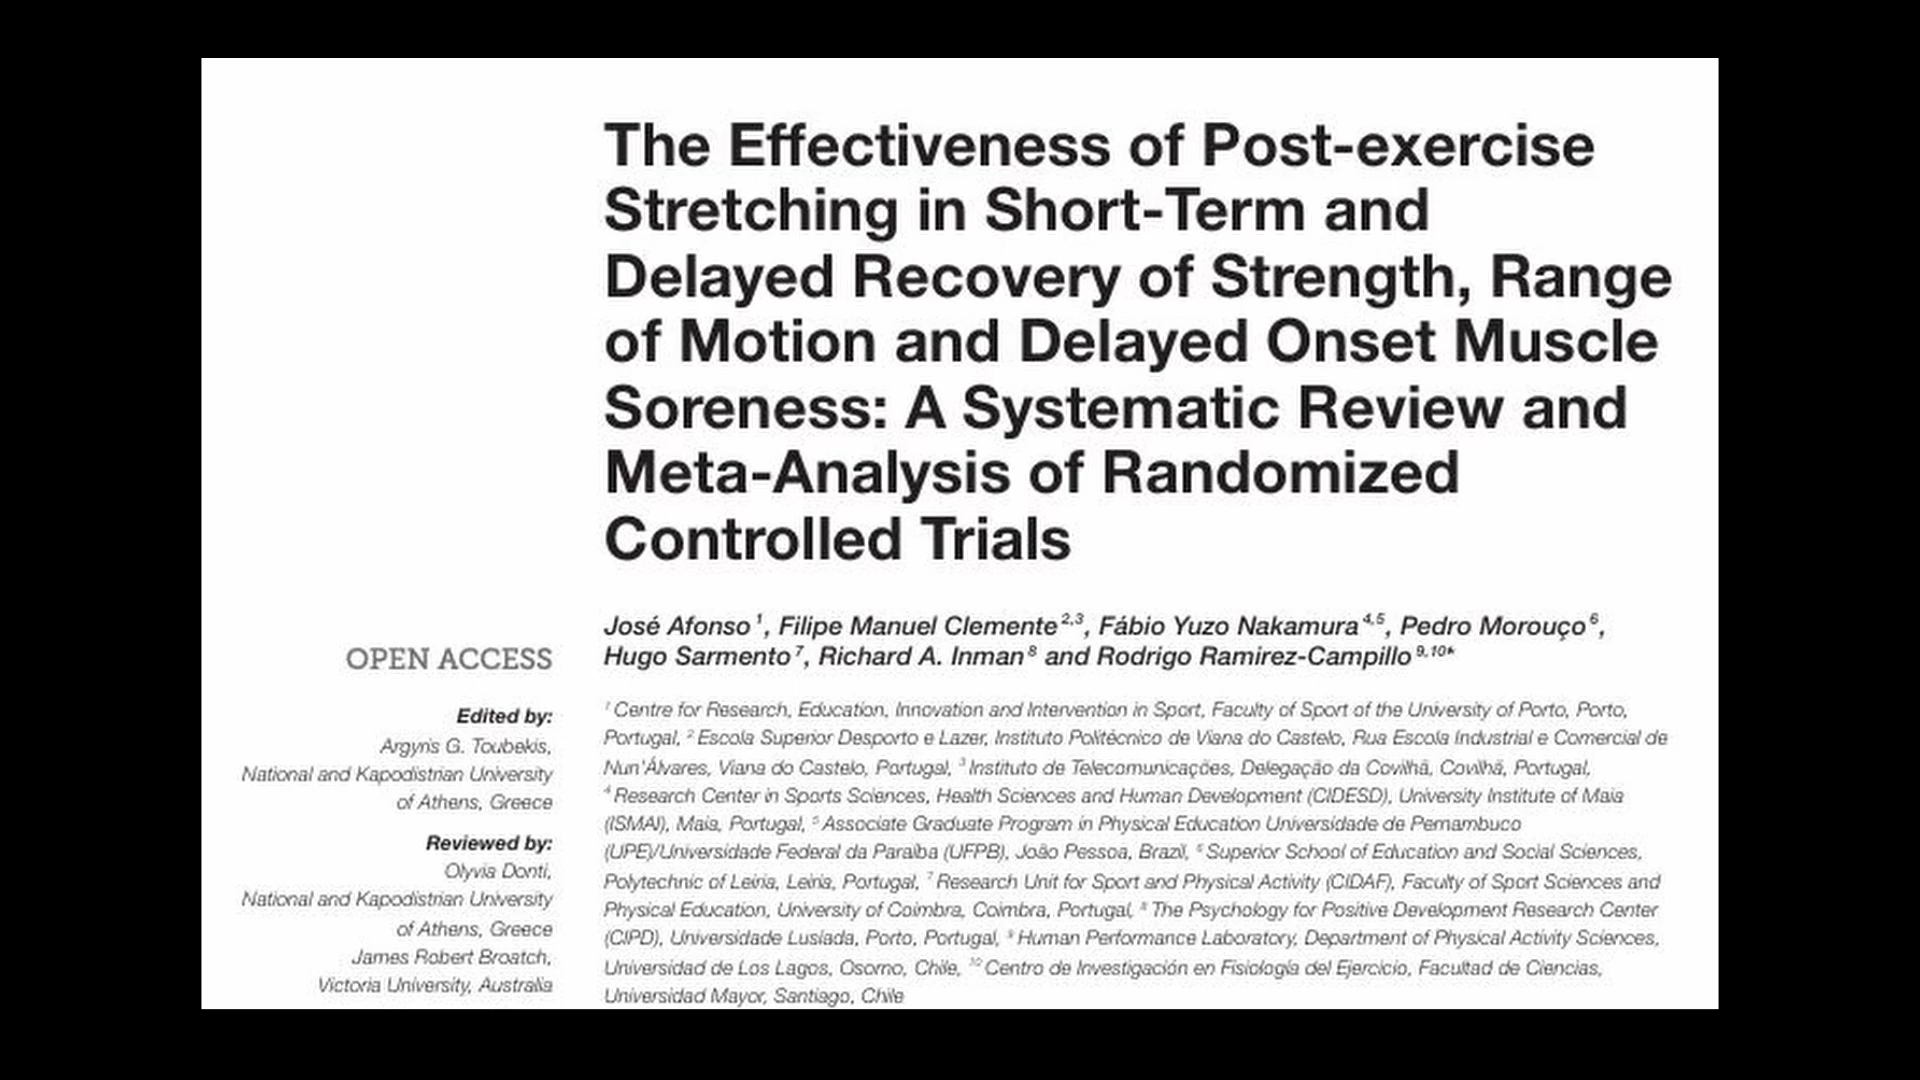 The Effectiveness of Post-exercise
Stretching in Short-Term and
Delayed Recovery of Strength, Range
of Motion and Delayed Onset Muscle
Soreness: A Systematic Review and
Meta-Analysis of Randomized
Controlled Trials
José Afonso 1, Filipe Manuel Clemente 2,3, Fábio Yuzo Nakamura 4,5, Pedro Morouço 6,
Hugo Sarmento 7, Richard A. Inman 8 and Rodrigo Ramirez-Campillo 9,10*
OPEN ACCESS
Edited by:
Argyris G. Toubekis,
National and Kapodistrian University
of Athens, Greece
Reviewed by:
Olyvia Donti,
National and Kapodistrian University
of Athens, Greece
James Robert Broatch,
Victoria University, Australia
1 Centre for Research, Education, Innovation and Intervention in Sport, Faculty of Sport of the University of Porto, Porto,
Portugal, 2 Escola Superior Desporto e Lazer, Instituto Politécnico de Viana do Castelo, Rua Escola Industrial e Comercial de
Nun'Álvares, Viana do Castelo, Portugal, 3 Instituto de Telecomunicações, Delegação da Covilhã, Covilhã, Portugal,
4 Research Center in Sports Sciences, Health Sciences and Human Development (CIDESD), University Institute of Maia
(ISMAI), Maia, Portugal, 5 Associate Graduate Program in Physical Education Universidade de Pernambuco
(UPE)/Universidade Federal da Paraíba (UFPB), João Pessoa, Brazil, 6 Superior School of Education and Social Sciences,
Polytechnic of Leiria, Leiria, Portugal, 7 Research Unit for Sport and Physical Activity (CIDAF), Faculty of Sport Sciences and
Physical Education, University of Coimbra, Coimbra, Portugal, 8 The Psychology for Positive Development Research Center
(CIPD), Universidade Lusíada, Porto, Portugal, 9 Human Performance Laboratory, Department of Physical Activity Sciences,
Universidad de Los Lagos, Osorno, Chile, 10 Centro de Investigación en Fisiología del Ejercicio, Facultad de Ciencias,
Universidad Mayor, Santiago, Chile